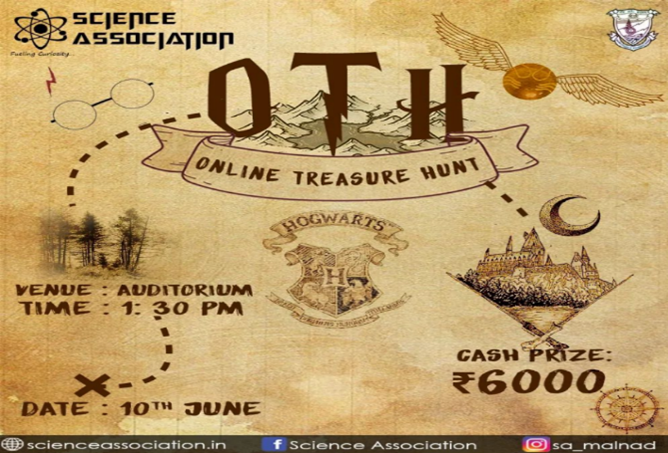 SCIENCE
ASSOCIATION
Fueling Curiosity...
OTH
ONLINE TREASURE HUNT
HOGWARTS
H
VENUE : AUDITORIUM
TIME : 1: 30 PM
CASH PRIZE:
₹6000
DATE : 10TH JUNE
scienceassociation.in
Science Association
sa_malnad